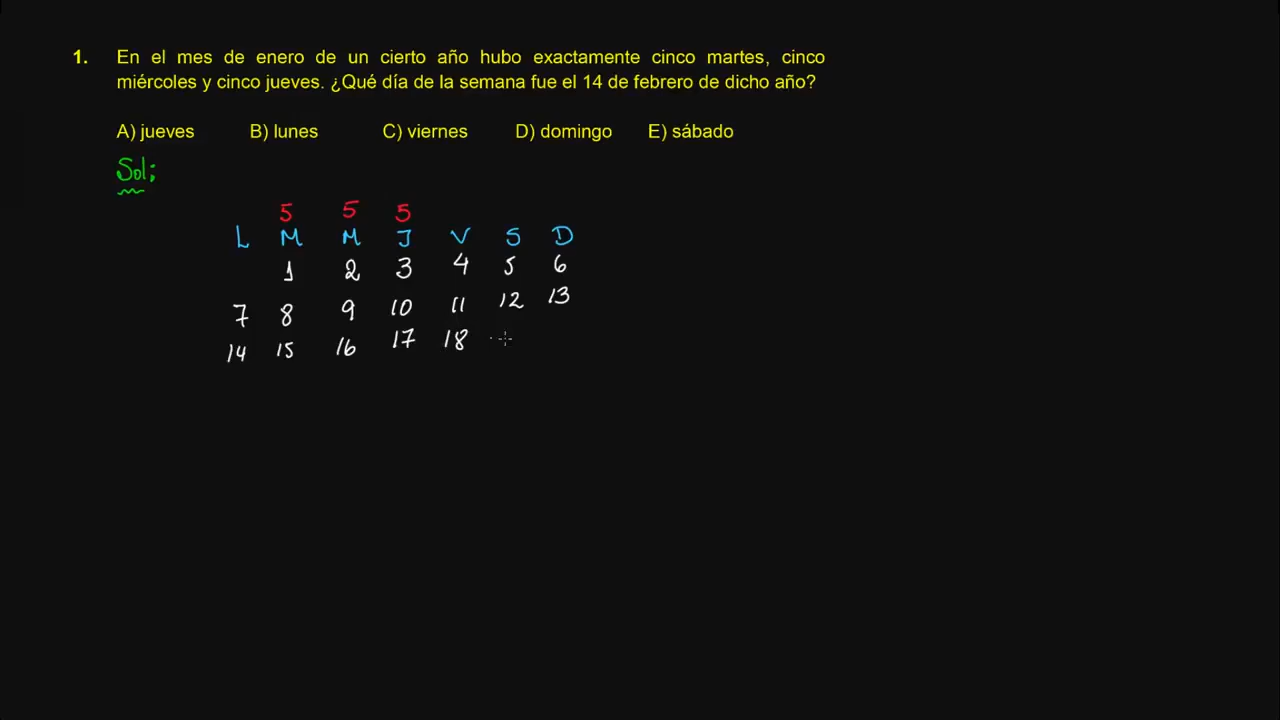 1. En el mes de enero de un cierto año hubo exactamente cinco martes, cinco
miércoles y cinco jueves. ¿Qué día de la semana fue el 14 de febrero de dicho año?
A) jueves B) lunes C) viernes D) domingo E) sábado
Sol:
5 5 5
L M M J V S D
1 2 3 4 5 6
7 8 9 10 11 12 13
14 15 16 17 18